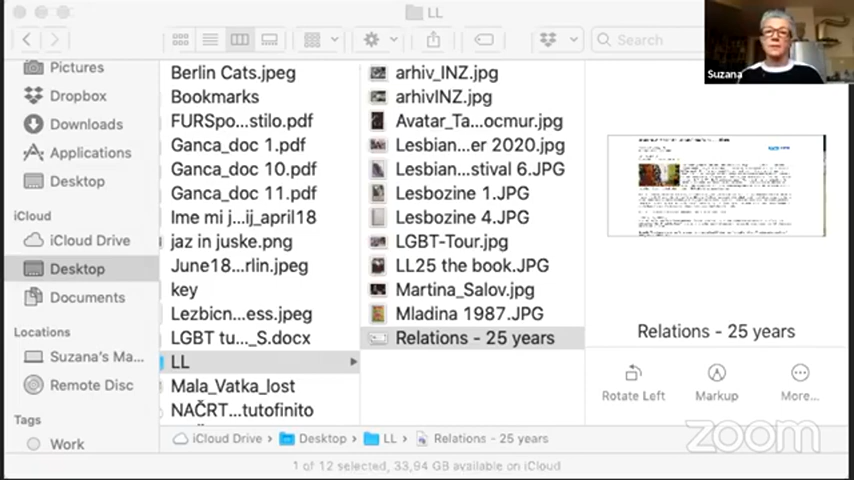 LL
Search
Suzana
Pictures
Dropbox
Downloads
Applications
Desktop
iCloud
iCloud Drive
Desktop
Documents
Locations
Suzana's Ma...
Remote Disc
Tags
Work
Berlin Cats.jpeg
Bookmarks
FURSpo...stilo.pdf
Ganca_doc 1.pdf
Ganca_doc 10.pdf
Ganca_doc 11.pdf
Ime mi j...ij_april18
jaz in juske.png
June18...rlin.jpeg
key
Lezbicn...ess.jpeg
LGBT tu..._S.docx
LL
Mala_Vatka_lost
NAČRT...tutofinito
arhiv_INZ.jpg
arhivINZ.jpg
Avatar_Ta...ocmur.jpg
Lesbian...er 2020.jpg
Lesbian...stival 6.JPG
Lesbozine 1.JPG
Lesbozine 4.JPG
LGBT-Tour.jpg
LL25 the book.JPG
Martina_Salov.jpg
Mladina 1987.JPG
Relations - 25 years
Relations - 25 years
Rotate Left
Markup
More...
iCloud Drive Desktop LL Relations - 25 years
1 of 12 selected, 33,94 GB available on iCloud
zoom